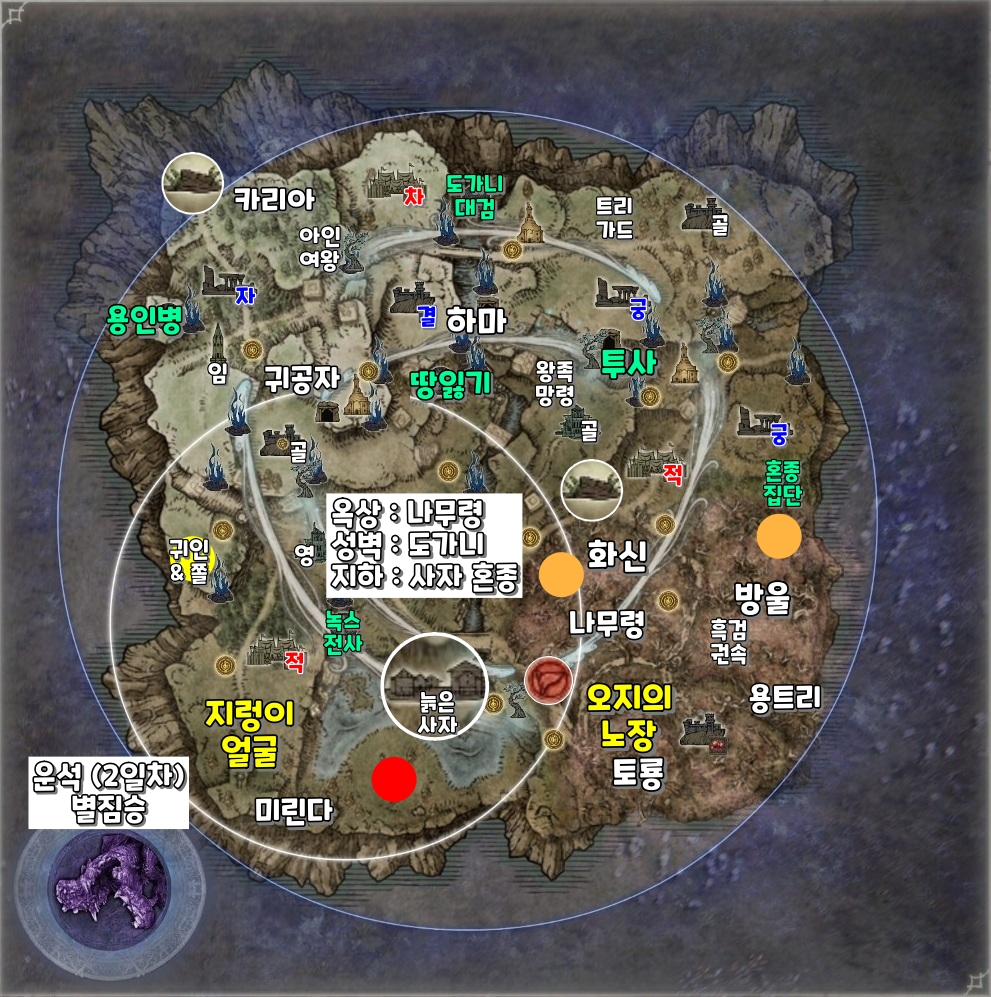 카리아
차
도가니
대검
트리
가드
골
아인
여왕
자
용인병
결
하마
궁
임
귀공자
땅잃기
왕족
망령
투사
골
궁
골
적
혼종
집단
옥상 : 나무령
성벽 : 도가니
지하 : 사자 혼종
영
귀인
& 쫄
화신
나무령
방울
흑검
권속
녹스
전사
적
늙은
사자
지렁이
얼굴
오지의
노장
토룡
용트리
미린다
운석 (2일차)
별짐승